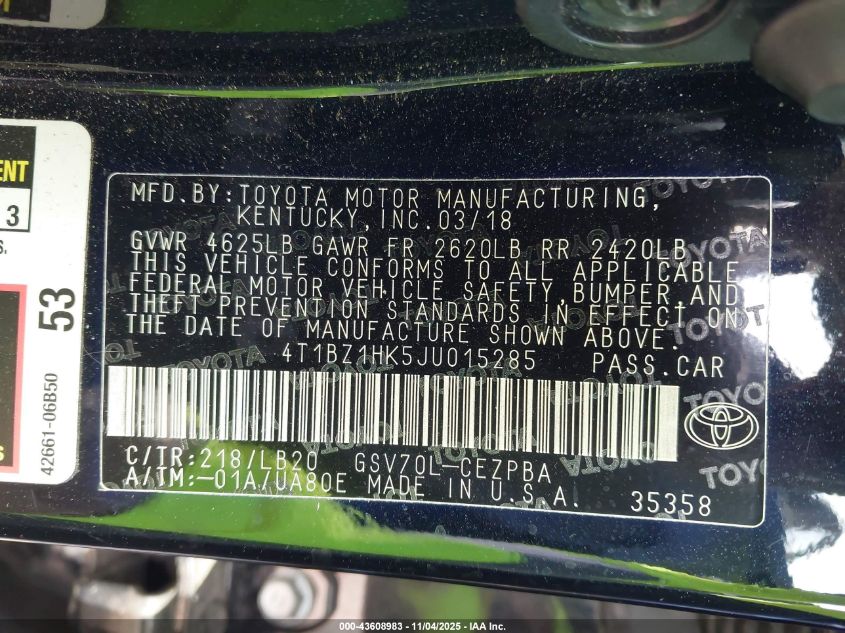 ENT
3
S.
53
42661-06B50
s
MFD.BY:TOYOTA MOTOR MANUFACTURING,
KENTUCKY,INC.03/18
GVWR 4625LB GAWR FR 2620LB RR 2420LB
THIS VEHICLE CONFORMS TO ALL APPLICABLE
FEDERAL MOTOR VEHICLE SAFETY,BUMPER,AND
THEFT PREVENTION STANDARDS IN EFFECT ON
THE DATE OF MANUFACTURE SHOWN ABOVE.
4T1BZ1HK5JU015285 PASS.CAR
C/TR:218/LB20 GSV70L-CEZPBA
A/TM:-01A/UA80E MADE IN U.S.A. 35358
000-43608983 - 11/04/2025 - IAA Inc.